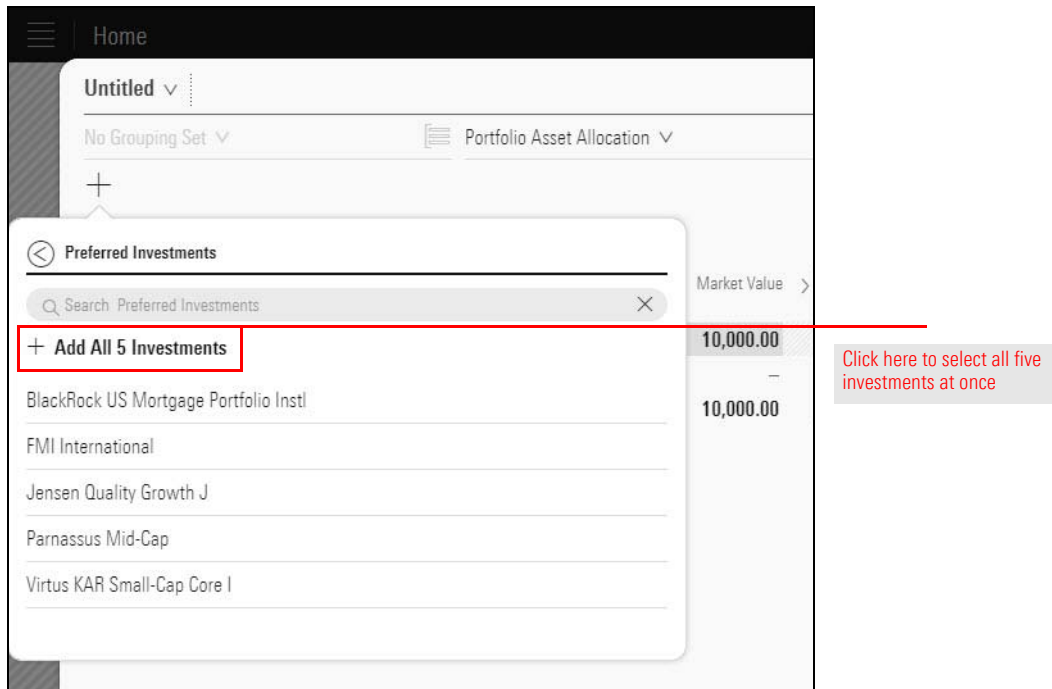 Home
Untitled
No Grouping Set
Portfolio Asset Allocation
Preferred Investments
Search Preferred Investments
Market Value
+ Add All 5 Investments
10,000.00
–
10,000.00
BlackRock US Mortgage Portfolio Instl
FMI International
Jensen Quality Growth J
Parnassus Mid-Cap
Virtus KAR Small-Cap Core I
Click here to select all five
investments at once